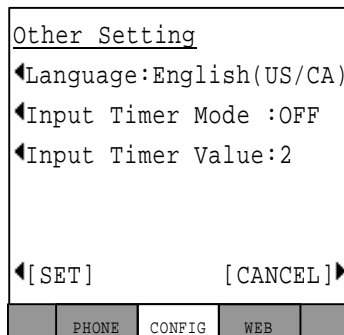 Other Setting
Language:English(US/CA)
Input Timer Mode :OFF
Input Timer Value:2
[SET] [CANCEL]
PHONE CONFIG WEB